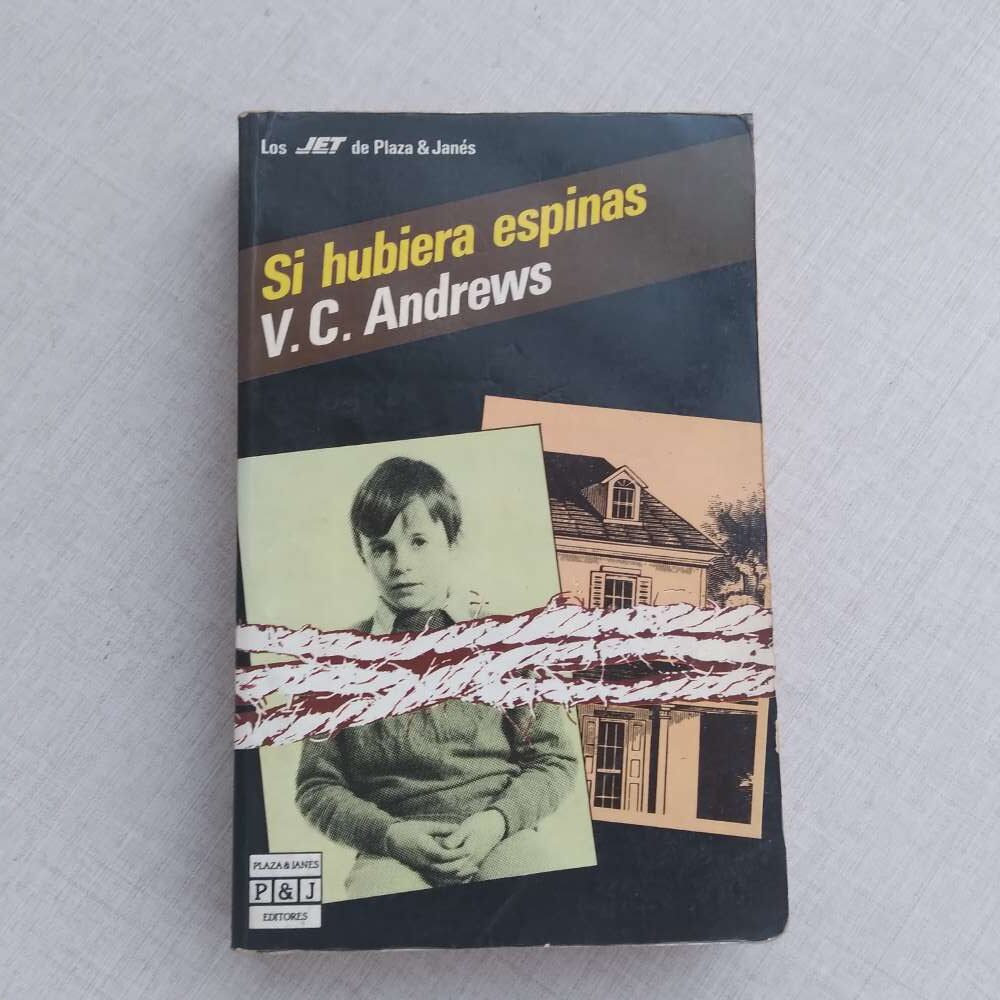 Los JET de Plaza & Janés
Si hubiera espinas
V. C. Andrews
PLAZA & JANES
P & J
EDITORES